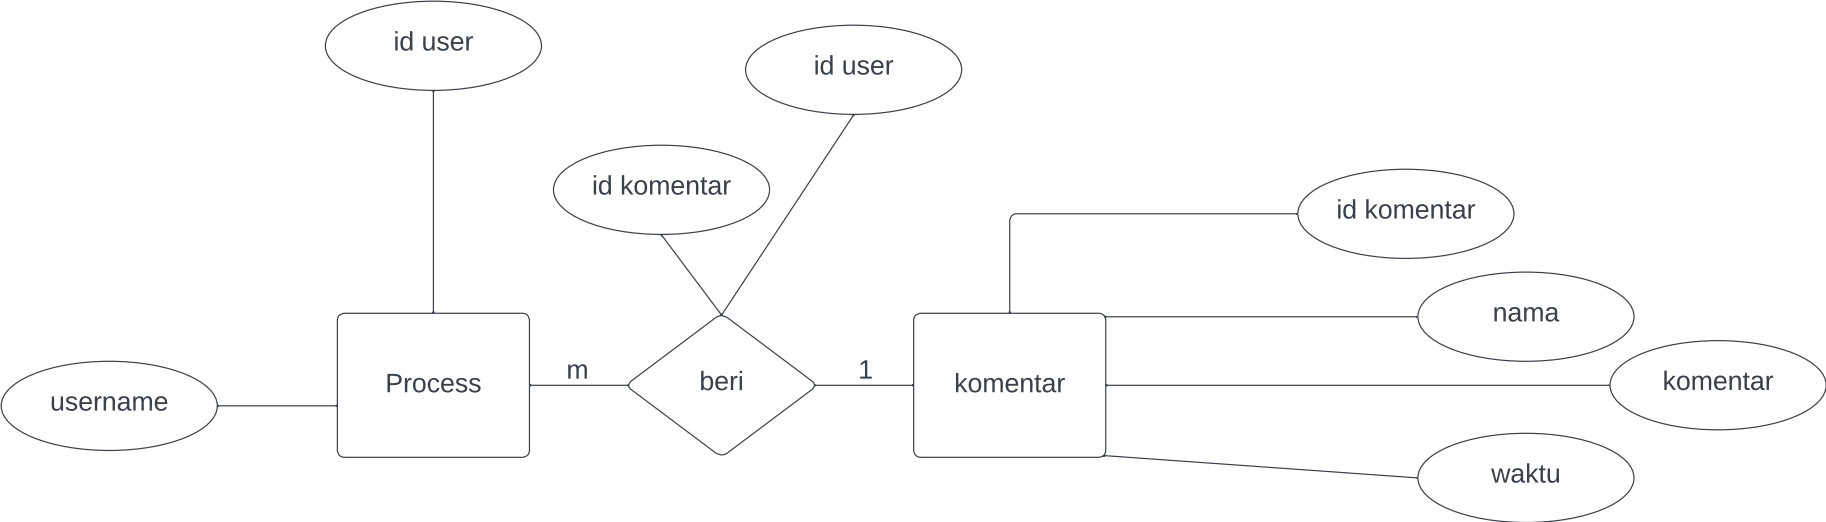 id user
id user
id komentar
id komentar
nama
m
1
Process
beri
komentar
komentar
username
waktu